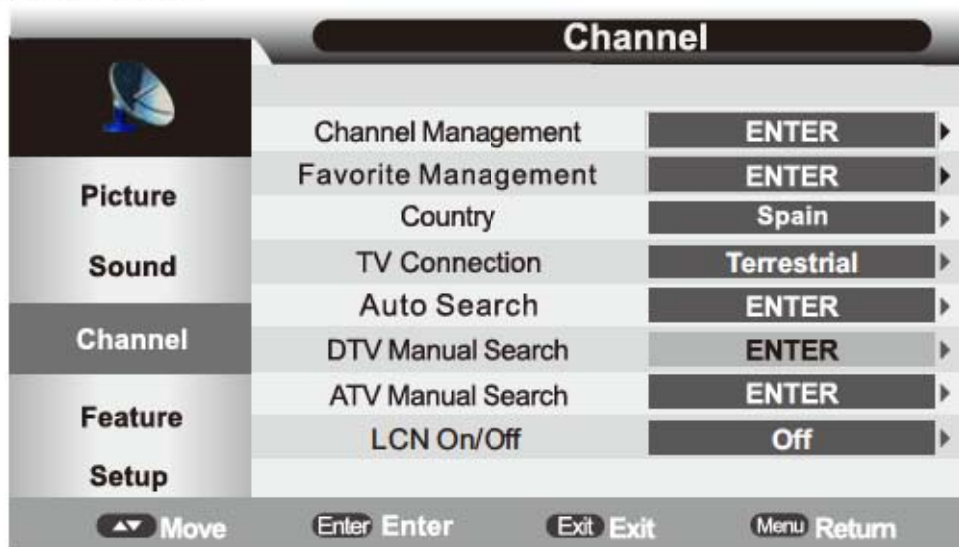 Channel
Channel Management ENTER
Favorite Management ENTER
Picture
Country Spain
Sound
TV Connection Terrestrial
Auto Search ENTER
Channel
DTV Manual Search ENTER
ATV Manual Search ENTER
Feature
LCN On/Off Off
Setup
Move Enter Enter Exit Exit Menu Return